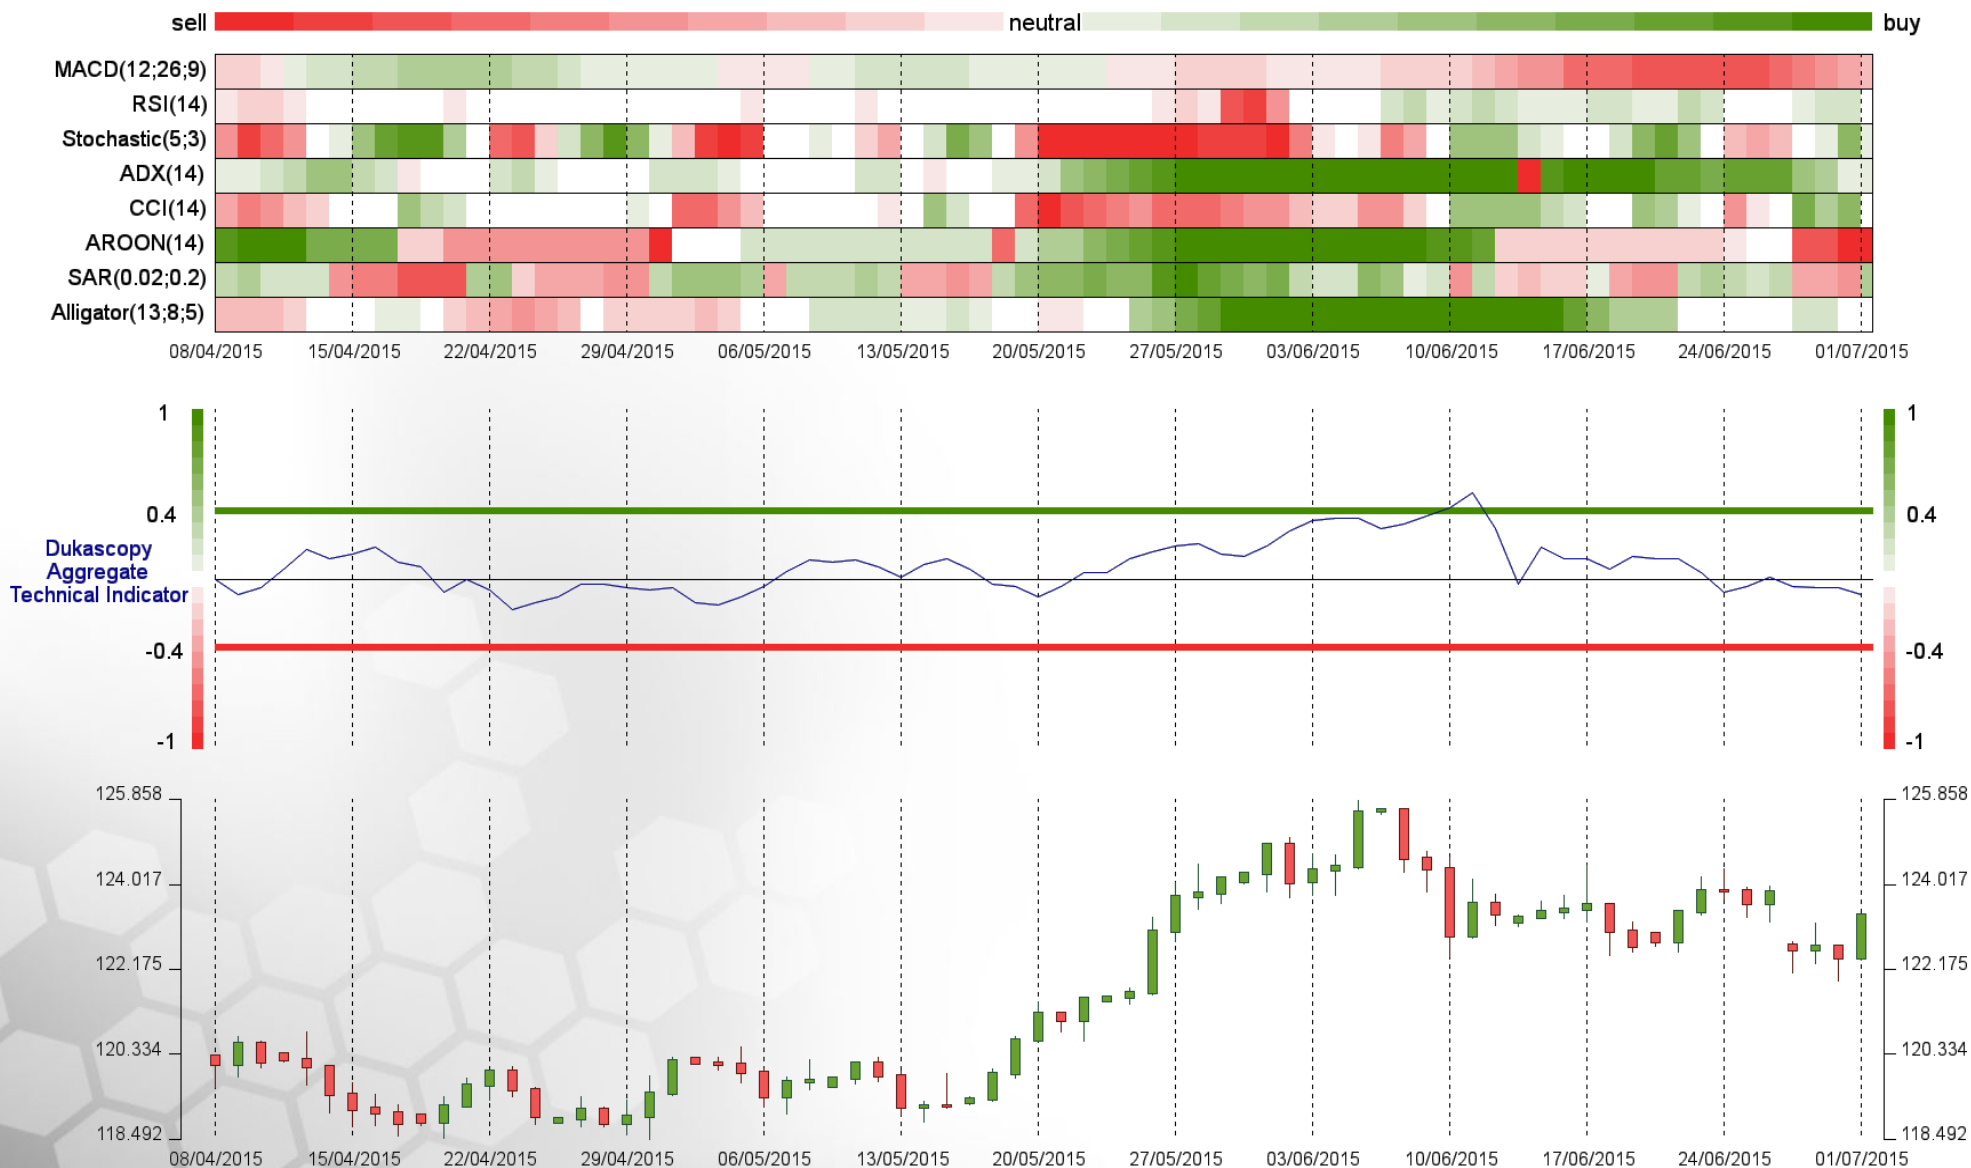 sell neutral buy
MACD(12;26;9)
RSI(14)
Stochastic(5;3)
ADX(14)
CCI(14)
AROON(14)
SAR(0.02;0.2)
Alligator(13;8;5)
08/04/2015 15/04/2015 22/04/2015 29/04/2015 06/05/2015 13/05/2015 20/05/2015 27/05/2015 03/06/2015 10/06/2015 17/06/2015 24/06/2015 01/07/2015
1 1
0.4 0.4
Dukascopy
Aggregate
Technical Indicator
-0.4 -0.4
-1 -1
125.858 125.858
124.017 124.017
122.175 122.175
120.334 120.334
118.492 118.492
08/04/2015 15/04/2015 22/04/2015 29/04/2015 06/05/2015 13/05/2015 20/05/2015 27/05/2015 03/06/2015 10/06/2015 17/06/2015 24/06/2015 01/07/2015